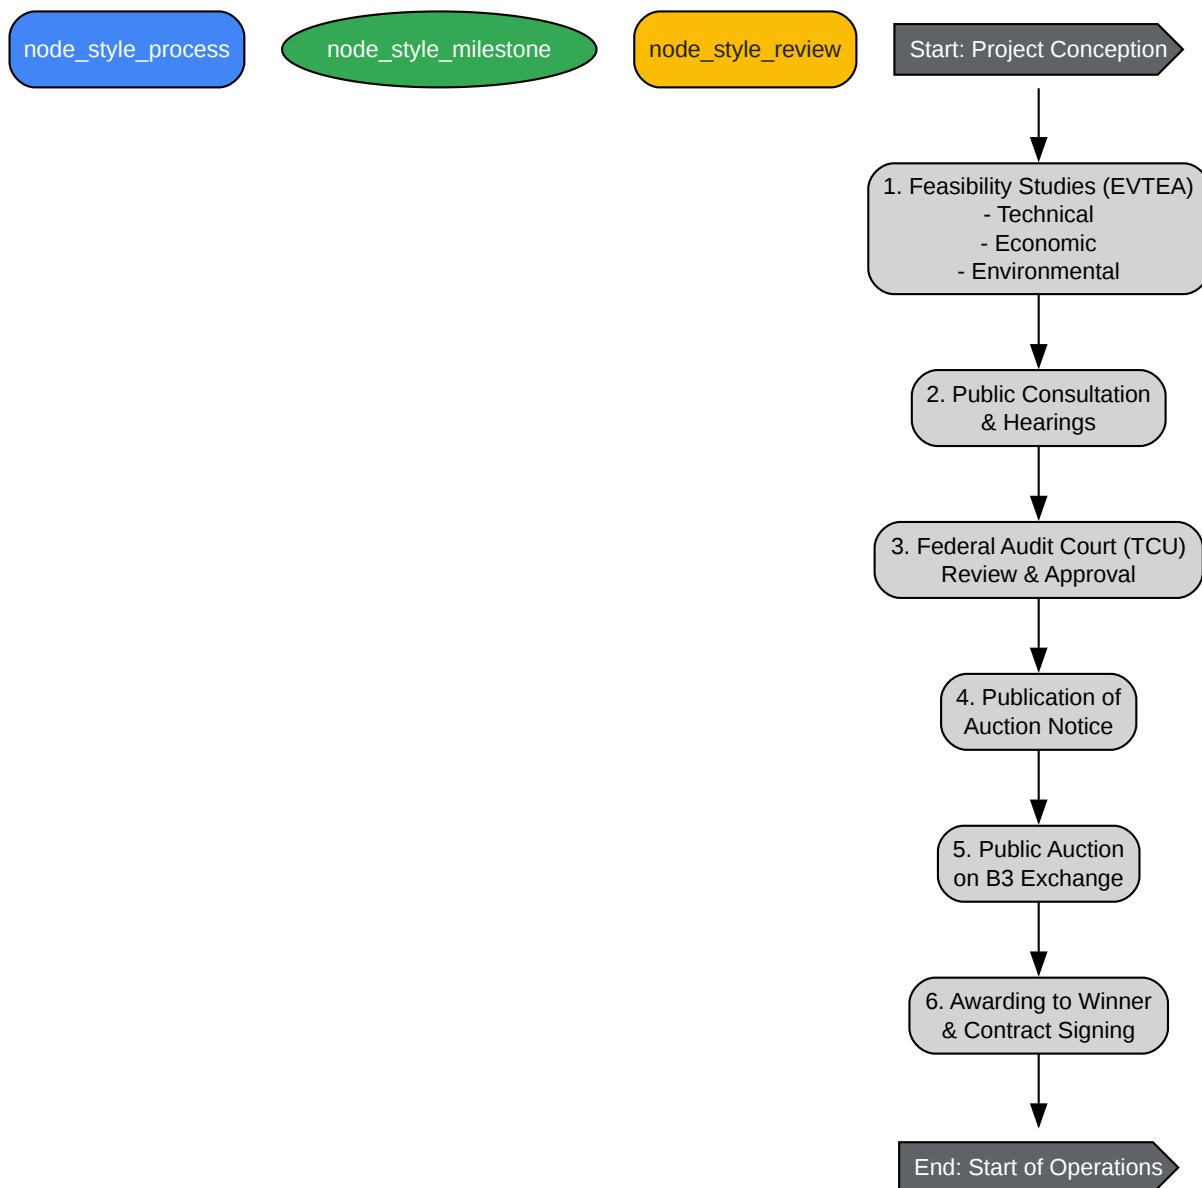 node_style_process
node_style_milestone
node_style_review
Start: Project Conception
1. Feasibility Studies (EVTEA)
- Technical
- Economic
- Environmental
2. Public Consultation
& Hearings
3. Federal Audit Court (TCU)
Review & Approval
4. Publication of
Auction Notice
5. Public Auction
on B3 Exchange
6. Awarding to Winner
& Contract Signing
End: Start of Operations